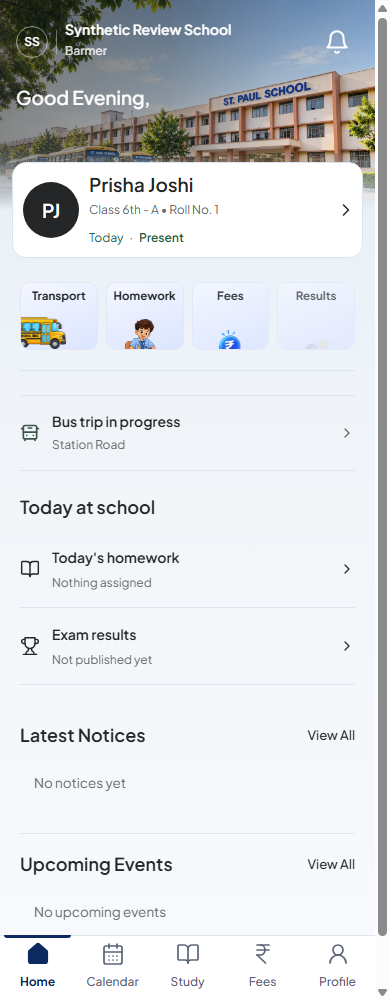 SS
Synthetic Review School
Barmer
Good Evening,
ST. PAUL SCHOOL
PJ
Prisha Joshi
Class 6th - A • Roll No. 1
Today · Present
Transport
Homework
Fees
Results
₹
Bus trip in progress
Station Road
Today at school
Today's homework
Nothing assigned
Exam results
Not published yet
Latest Notices
View All
No notices yet
Upcoming Events
View All
No upcoming events
Home
Calendar
Study
₹
Fees
Profile